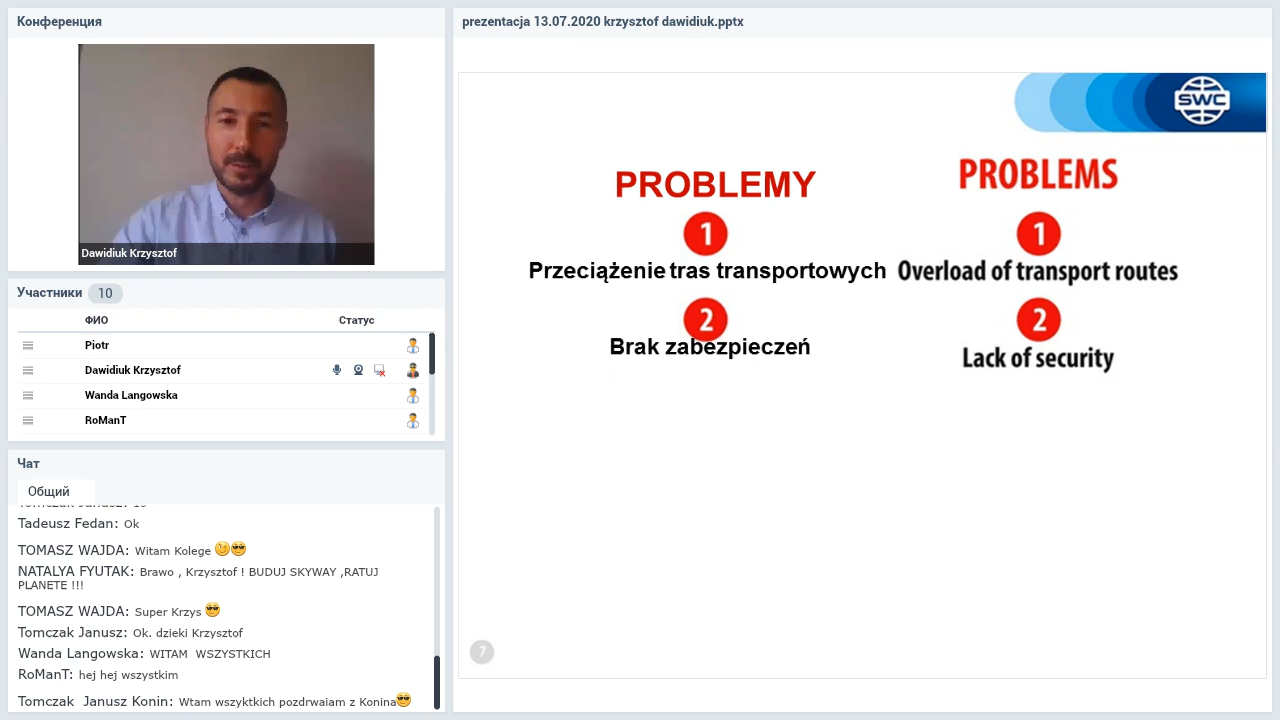 Конференция
Dawidiuk Krzysztof
Участники 10
ФИО Статус
Piotr
Dawidiuk Krzysztof
Wanda Langowska
RoManT
Чат
Общий
Tadeusz Fedan: Ok
TOMASZ WAJDA: Witam Kolege
NATALYA FYUTAK: Brawo , Krzysztof ! BUDUJ SKYWAY ,RATUJ
PLANETE !!!
TOMASZ WAJDA: Super Krzys
Tomczak Janusz: Ok. dzieki Krzysztof
Wanda Langowska: WITAM WSZYSTKICH
RoManT: hej hej wszystkim
Tomczak Janusz Konin: Wtam wszyktkich pozdrwaiam z Konina
prezentacja 13.07.2020 krzysztof dawidiuk.pptx
SWC
PROBLEMY
1
Przeciążenie tras transportowych
2
Brak zabezpieczeń
PROBLEMS
1
Overload of transport routes
2
Lack of security
7